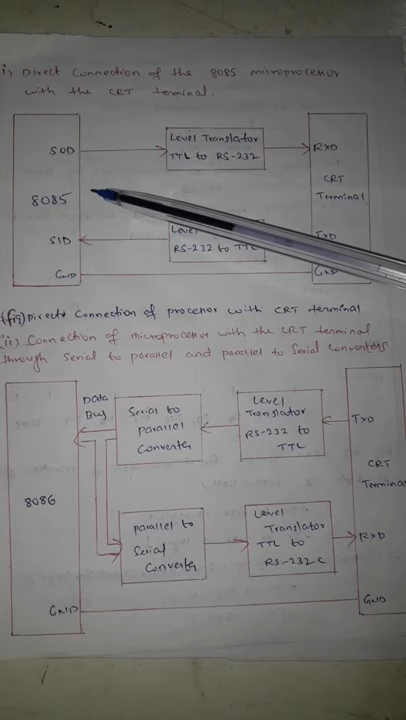 i) Direct Connection of the 8085 microprocessor
with the CRT terminal.
SOD
Level Translator
TTL to RS-232
RXD
CRT
Terminal
8085
SID
Level
RS-232 to TTL
TXD
GND
GND
(fig) Direct Connection of processor with CRT terminal
(ii) Connection of microprocessor with the CRT terminal
through Serial to parallel and parallel to Serial Converters
Data
Bus
Serial to
parallel
Converter
Level
Translator
RS-232 to
TTL
TXD
CRT
Terminal
8086
parallel to
Serial
Converter
Level
Translator
TTL to
RS-232-C
RXD
GND
GND